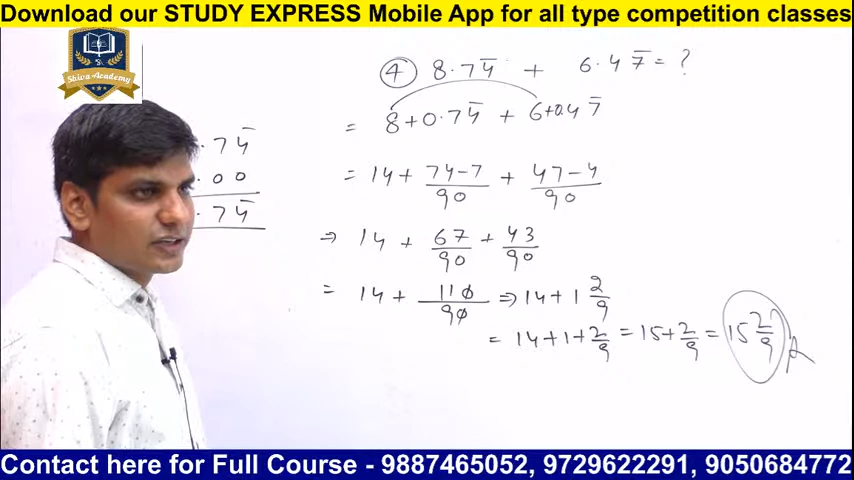 Download our STUDY EXPRESS Mobile App for all type competition classes
Shiva Academy
④ 8.74̅ + 6.47̅ = ?
= 8+0.74̅ + 6+0.47̅
= 14 + 74-7/90 + 47-4/90
⇒ 14 + 67/90 + 43/90
= 14 + 110/90 ⇒ 14+1 2/9
= 14+1+2/9 = 15+2/9 = 15 2/9
.74̅
.00
.74̅
Contact here for Full Course - 9887465052, 9729622291, 9050684772